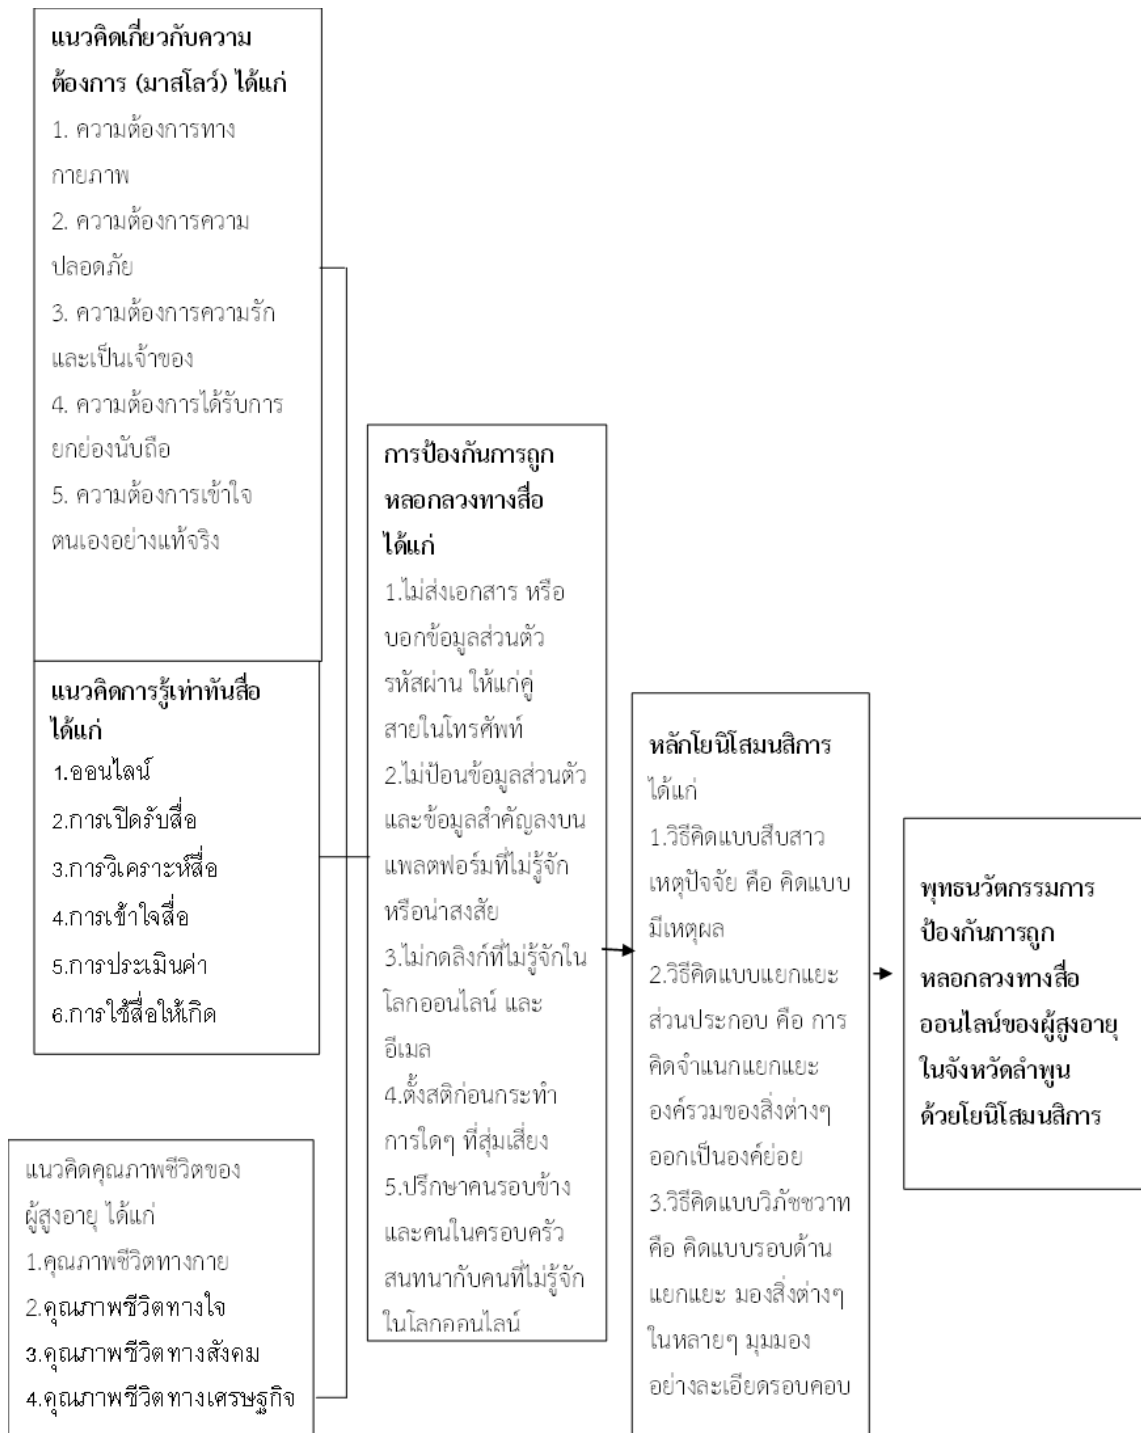 แนวคิดเกี่ยวกับความ
ต้องการ (มาสโลว์) ได้แก่
1. ความต้องการทาง
กายภาพ
2. ความต้องการความ
ปลอดภัย
3. ความต้องการความรัก
และเป็นเจ้าของ
4. ความต้องการได้รับการ
ยกย่องนับถือ
5. ความต้องการเข้าใจ
ตนเองอย่างแท้จริง
แนวคิดการรู้เท่าทันสื่อ
ได้แก่
1.ออนไลน์
2.การเปิดรับสื่อ
3.การวิเคราะห์สื่อ
4.การเข้าใจสื่อ
5.การประเมินค่า
6.การใช้สื่อให้เกิด
แนวคิดคุณภาพชีวิตของ
ผู้สูงอายุ ได้แก่
1.คุณภาพชีวิตทางกาย
2.คุณภาพชีวิตทางใจ
3.คุณภาพชีวิตทางสังคม
4.คุณภาพชีวิตทางเศรษฐกิจ
การป้องกันการถูก
หลอกลวงทางสื่อ
ได้แก่
1.ไม่ส่งเอกสาร หรือ
บอกข้อมูลส่วนตัว
รหัสผ่าน ให้แก่คู่
สายในโทรศัพท์
2.ไม่ป้อนข้อมูลส่วนตัว
และข้อมูลสำคัญลงบน
แพลตฟอร์มที่ไม่รู้จัก
หรือน่าสงสัย
3.ไม่กดลิงก์ที่ไม่รู้จักใน
โลกออนไลน์ และ
อีเมล
4.ตั้งสติก่อนกระทำ
การใดๆ ที่สุ่มเสี่ยง
5.ปรึกษาคนรอบข้าง
และคนในครอบครัว
สนทนากับคนที่ไม่รู้จัก
ในโลกออนไลน์
หลักโยนิโสมนสิการ
ได้แก่
1.วิธีคิดแบบสืบสาว
เหตุปัจจัย คือ คิดแบบ
มีเหตุผล
2.วิธีคิดแบบแยกแยะ
ส่วนประกอบ คือ การ
คิดจำแนกแยกแยะ
องค์รวมของสิ่งต่างๆ
ออกเป็นองค์ย่อย
3.วิธีคิดแบบวิภัชชวาท
คือ คิดแบบรอบด้าน
แยกแยะ มองสิ่งต่างๆ
ในหลายๆ มุมมอง
อย่างละเอียดรอบคอบ
พุทธนวัตกรรมการ
ป้องกันการถูก
หลอกลวงทางสื่อ
ออนไลน์ของผู้สูงอายุ
ในจังหวัดลำพูน
ด้วยโยนิโสมนสิการ